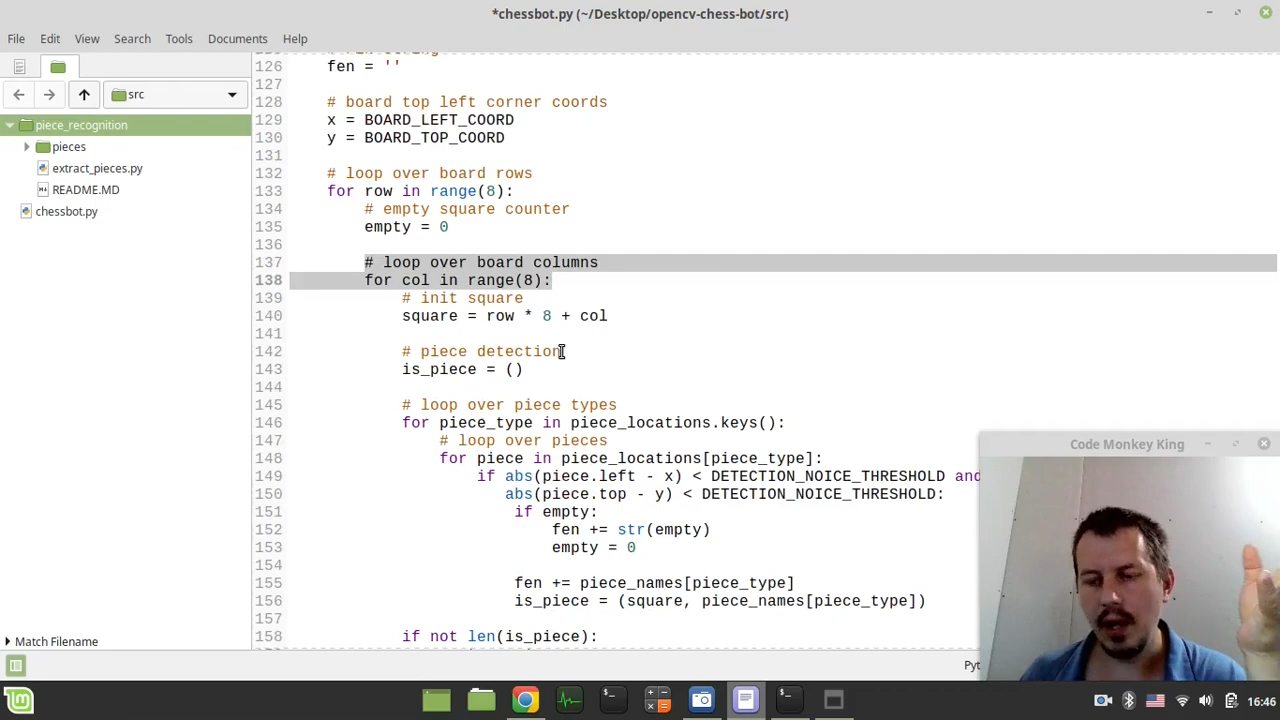 *chessbot.py (~/Desktop/opencv-chess-bot/src)
File Edit View Search Tools Documents Help
src
piece_recognition
pieces
extract_pieces.py
README.MD
chessbot.py
Match Filename
126 fen = ''
127
128 # board top left corner coords
129 x = BOARD_LEFT_COORD
130 y = BOARD_TOP_COORD
131
132 # loop over board rows
133 for row in range(8):
134 # empty square counter
135 empty = 0
136
137 # loop over board columns
138 for col in range(8):
139 # init square
140 square = row * 8 + col
141
142 # piece detection
143 is_piece = ()
144
145 # loop over piece types
146 for piece_type in piece_locations.keys():
147 # loop over pieces
148 for piece in piece_locations[piece_type]:
149 if abs(piece.left - x) < DETECTION_NOICE_THRESHOLD and
150 abs(piece.top - y) < DETECTION_NOICE_THRESHOLD:
151 if empty:
152 fen += str(empty)
153 empty = 0
154
155 fen += piece_names[piece_type]
156 is_piece = (square, piece_names[piece_type])
157
158 if not len(is_piece):
Code Monkey King
Pyt
16:46